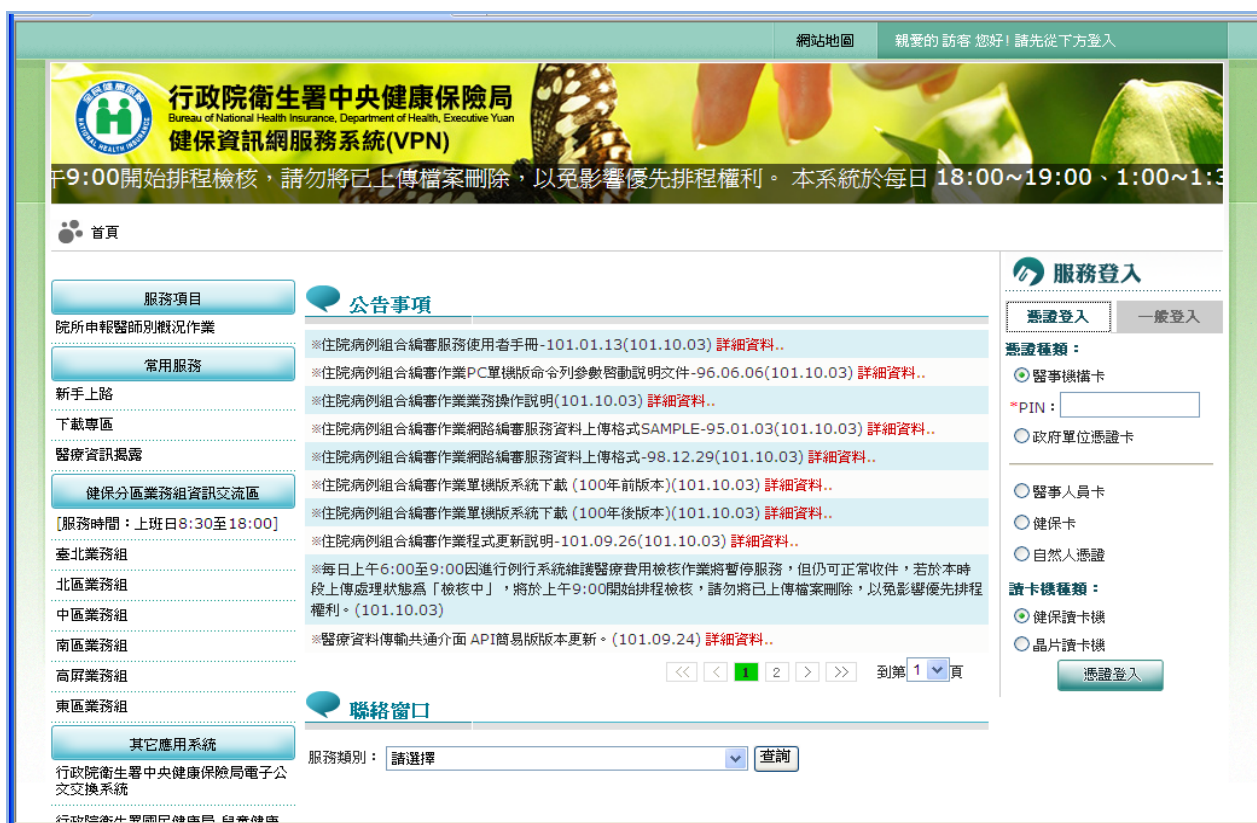 網站地圖
親愛的 訪客 您好! 請先從下方登入
全民健康保險
NATIONAL HEALTH INSURANCE
行政院衛生署中央健康保險局
Bureau of National Health Insurance, Department of Health, Executive Yuan
健保資訊網服務系統(VPN)
午9:00開始排程檢核，請勿將已上傳檔案刪除，以免影響優先排程權利。 本系統於每日 18:00~19:00、1:00~1:3
首頁
服務項目
院所申報醫師別概況作業
常用服務
新手上路
下載專區
醫療資訊揭露
健保分區業務組資訊交流區
[服務時間：上班日8:30至18:00]
臺北業務組
北區業務組
中區業務組
南區業務組
高屏業務組
東區業務組
其它應用系統
行政院衛生署中央健康保險局電子公
文交換系統
行政院衛生署國民健康局 兒童健康
公告事項
※住院病例組合編審服務使用者手冊-101.01.13(101.10.03) 詳細資料..
※住院病例組合編審作業PC單機版命令列參數啓動說明文件-96.06.06(101.10.03) 詳細資料..
※住院病例組合編審作業業務操作說明(101.10.03) 詳細資料..
※住院病例組合編審作業網路編審服務資料上傳格式SAMPLE-95.01.03(101.10.03) 詳細資料..
※住院病例組合編審作業網路編審服務資料上傳格式-98.12.29(101.10.03) 詳細資料..
※住院病例組合編審作業單機版系統下載 (100年前版本)(101.10.03) 詳細資料..
※住院病例組合編審作業單機版系統下載 (100年後版本)(101.10.03) 詳細資料..
※住院病例組合編審作業程式更新說明-101.09.26(101.10.03) 詳細資料..
※每日上午6:00至9:00因進行例行系統維護醫療費用檢核作業將暫停服務，但仍可正常收件，若於本時
段上傳處理狀態爲「檢核中」，將於上午9:00開始排程檢核，請勿將已上傳檔案刪除，以免影響優先排程
權利。(101.10.03)
※醫療資料傳輸共通介面 API簡易版版本更新。(101.09.24) 詳細資料..
<< < 1 2 > >> 到第 1 頁
聯絡窗口
服務類別： 請選擇 查詢
服務登入
憑證登入 一般登入
憑證種類：
醫事機構卡
*PIN：
政府單位憑證卡
醫事人員卡
健保卡
自然人憑證
讀卡機種類：
健保讀卡機
晶片讀卡機
憑證登入